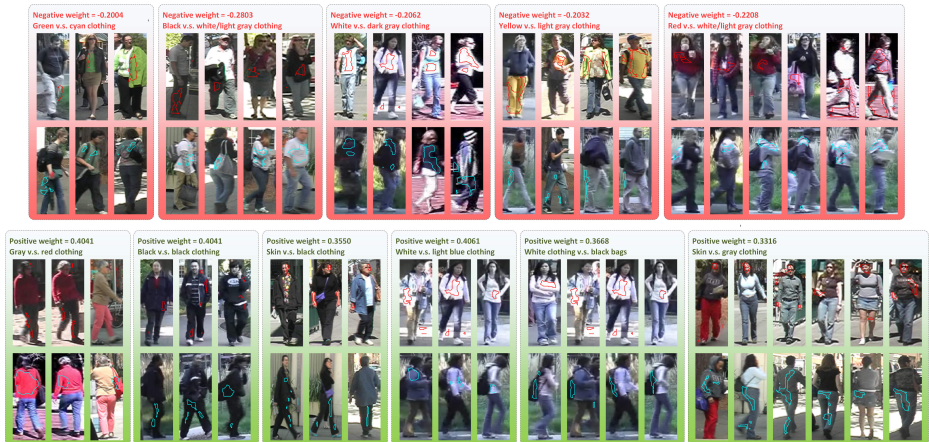 Negative weight = -0.2004
Green v.s. cyan clothing
Negative weight = -0.2803
Black v.s. white/light gray clothing
Negative weight = -0.2062
White v.s. dark gray clothing
Negative weight = -0.2032
Yellow v.s. light gray clothing
Negative weight = -0.2208
Red v.s. white/light gray clothing
Positive weight = 0.4041
Gray v.s. red clothing
Positive weight = 0.4041
Black v.s. black clothing
Positive weight = 0.3550
Skin v.s. black clothing
Positive weight = 0.4061
White v.s. light blue clothing
Positive weight = 0.3668
White clothing v.s. black bags
Positive weight = 0.3316
Skin v.s. gray clothing